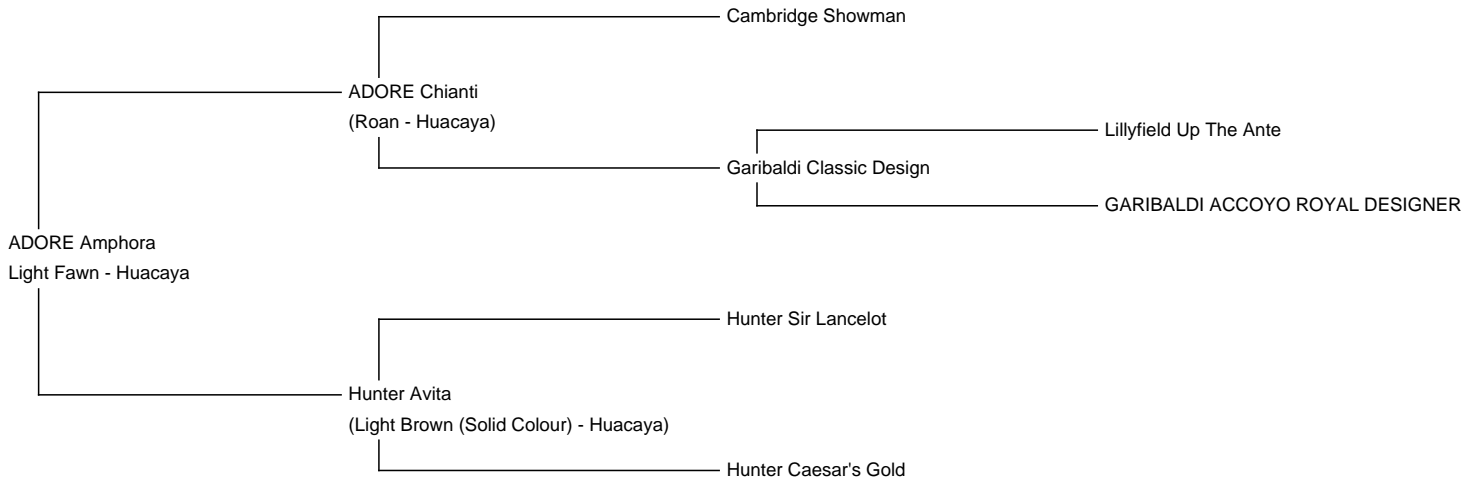 Cambridge Showman
ADORE Chianti
(Roan - Huacaya)
Lillyfield Up The Ante
Garibaldi Classic Design
GARIBALDI ACCOYO ROYAL DESIGNER
ADORE Amphora
Light Fawn - Huacaya
Hunter Sir Lancelot
Hunter Avita
(Light Brown (Solid Colour) - Huacaya)
Hunter Caesar's Gold